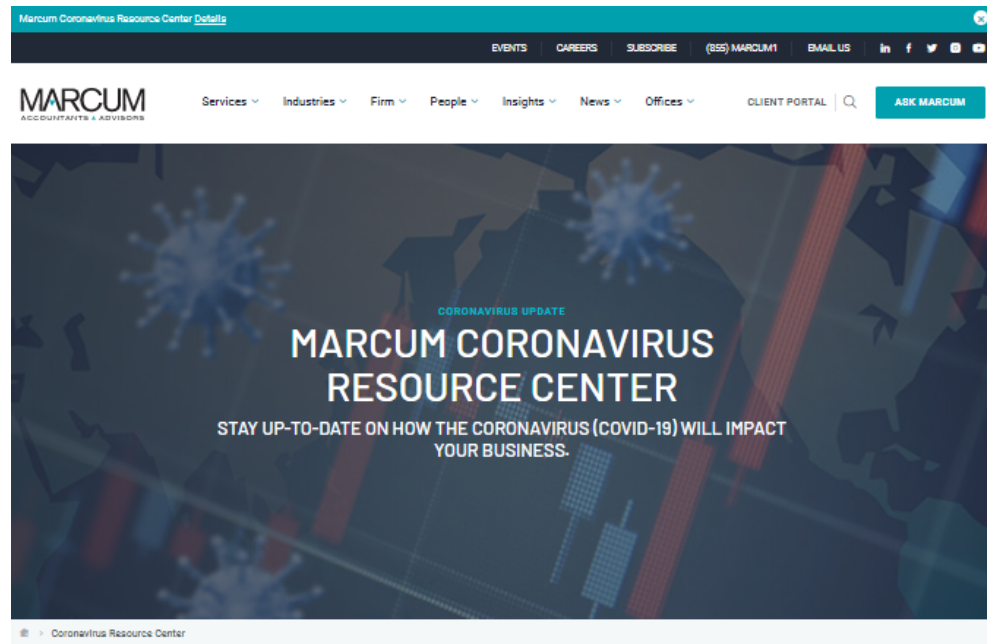 Marcum Coronavirus Resource Center Details
EVENTS CAREERS SUBSCRIBE (855) MARCUM1 EMAIL US
MARCUM
ACCOUNTANTS ▲ ADVISORS
Services Industries Firm People Insights News Offices CLIENT PORTAL ASK MARCUM
CORONAVIRUS UPDATE
MARCUM CORONAVIRUS
RESOURCE CENTER
STAY UP-TO-DATE ON HOW THE CORONAVIRUS (COVID-19) WILL IMPACT
YOUR BUSINESS.
> Coronavirus Resource Center